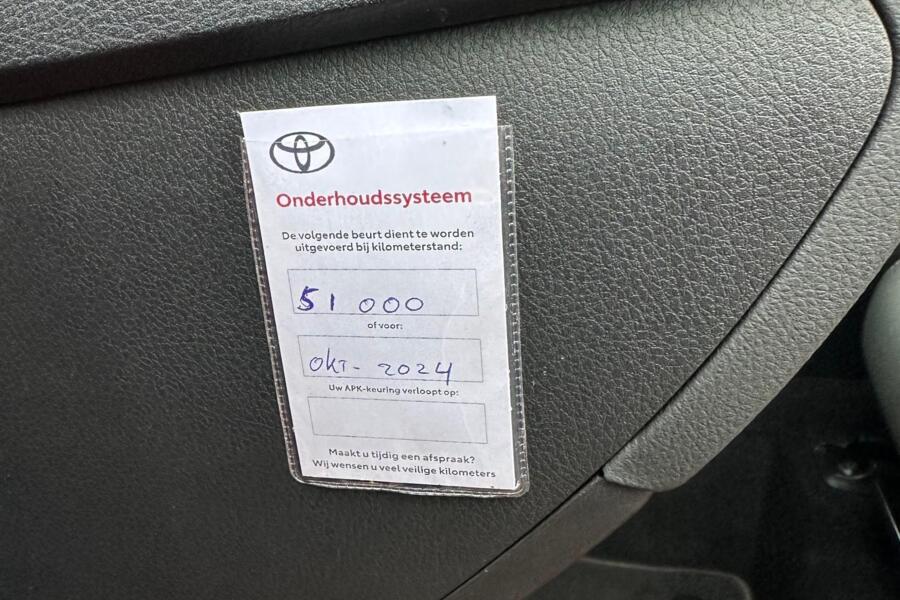 Onderhoudssysteem
De volgende beurt dient te worden
uitgevoerd bij kilometerstand:
51 000
of voor:
okt - 2024
Uw APK-keuring verloopt op:
Maakt u tijdig een afspraak?
Wij wensen u veel veilige kilometers